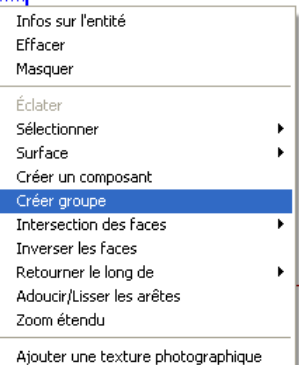 Infos sur l'entité
Effacer
Masquer
Éclater
Sélectionner
Surface
Créer un composant
Créer groupe
Intersection des faces
Inverser les faces
Retourner le long de
Adoucir/Lisser les arêtes
Zoom étendu
Ajouter une texture photographique